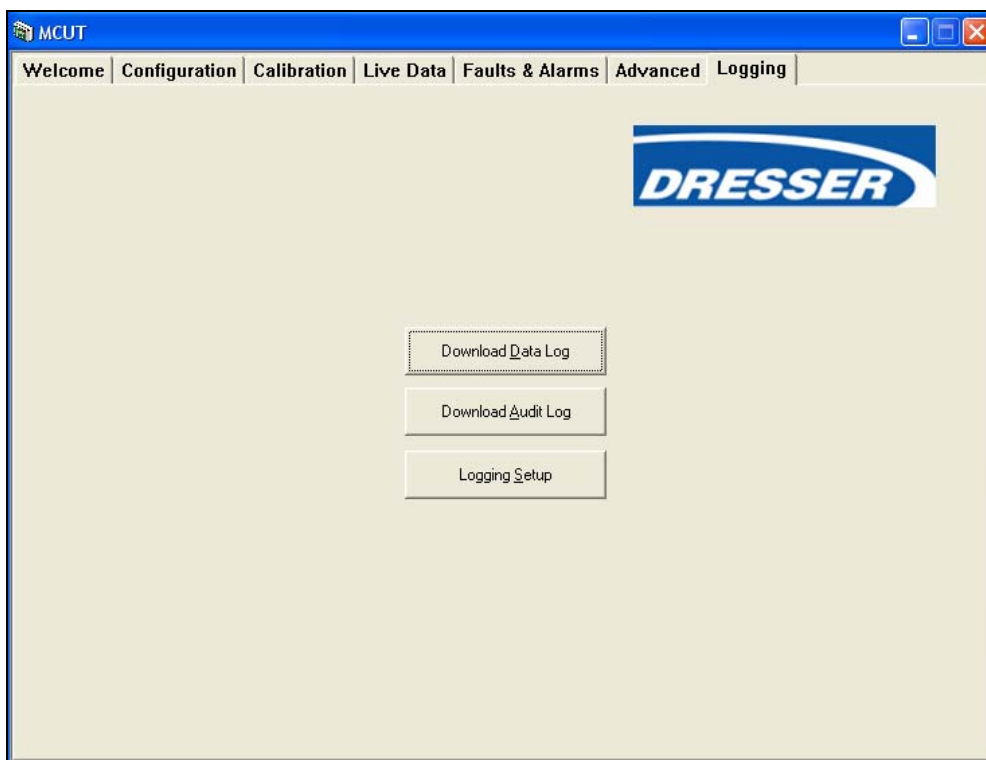 MCUT
Welcome Configuration Calibration Live Data Faults & Alarms Advanced Logging
DRESSER
Download Data Log
Download Audit Log
Logging Setup